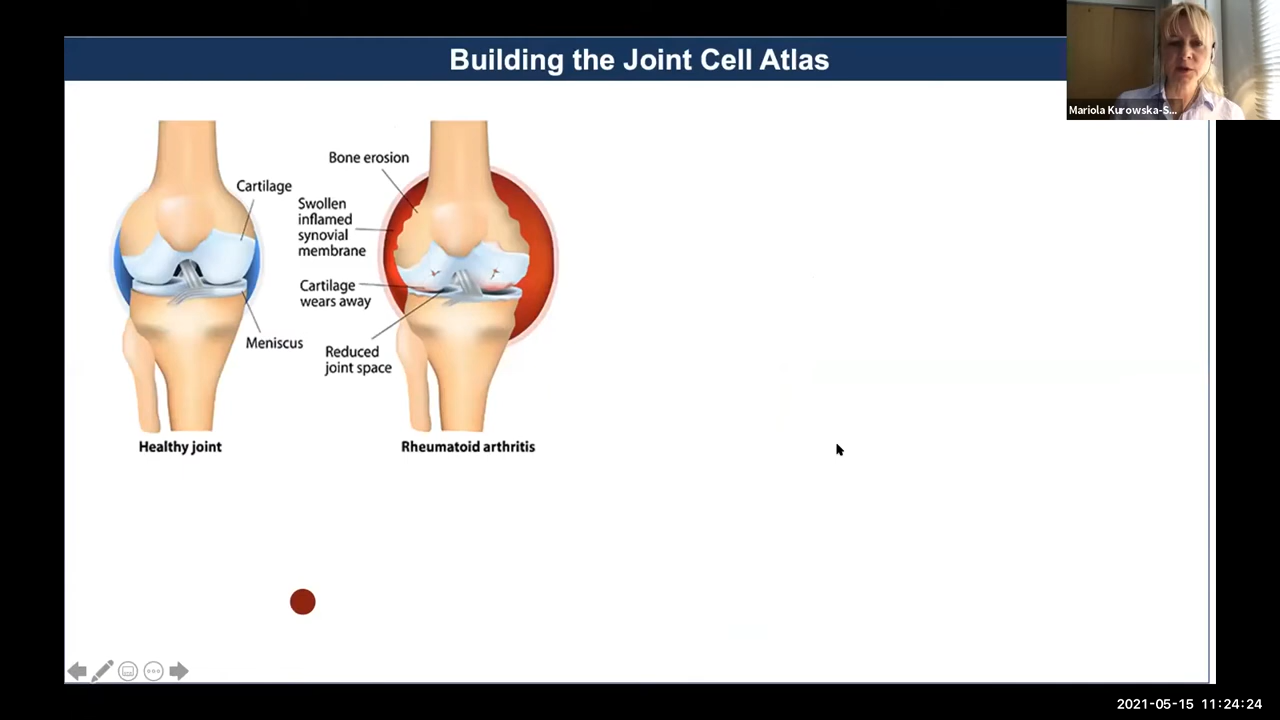 Building the Joint Cell Atlas
Mariola Kurowska-S...
Bone erosion
Cartilage
Swollen
inflamed
synovial
membrane
Cartilage
wears away
Meniscus
Reduced
joint space
Healthy joint
Rheumatoid arthritis
2021-05-15 11:24:24